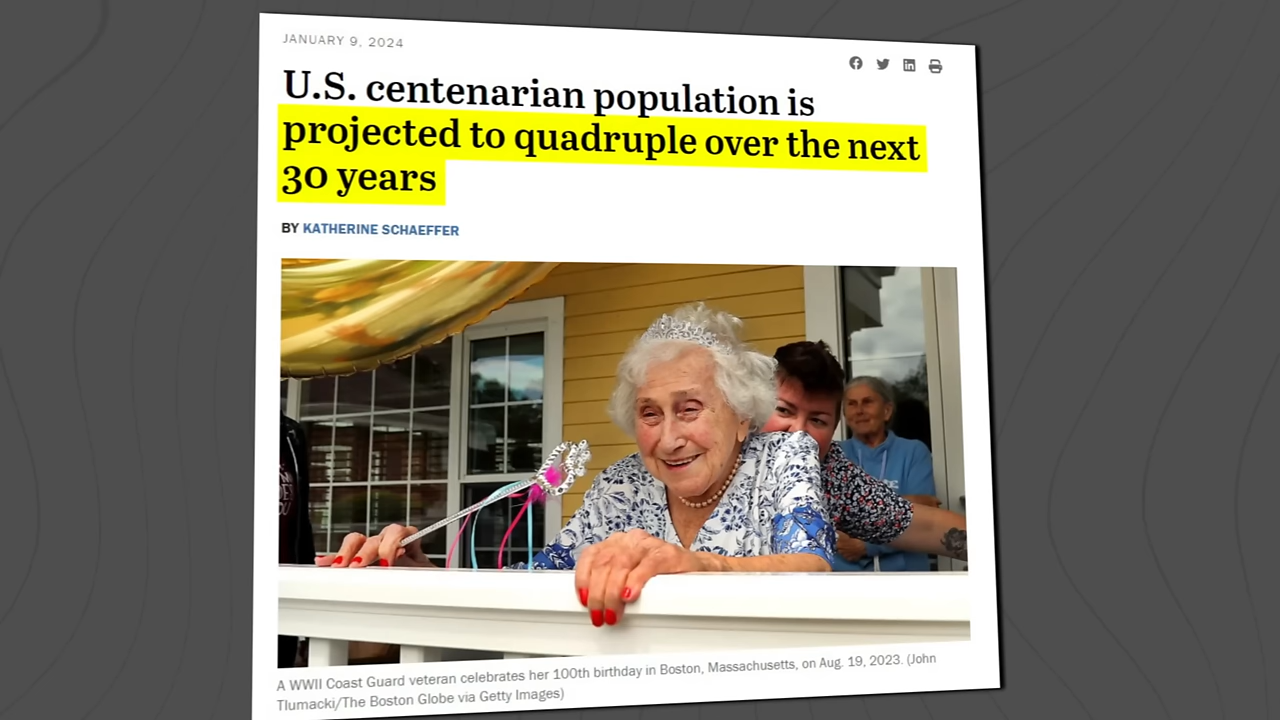 JANUARY 9, 2024
U.S. centenarian population is
projected to quadruple over the next
30 years
BY KATHERINE SCHAEFFER
A WWII Coast Guard veteran celebrates her 100th birthday in Boston, Massachusetts, on Aug. 19, 2023. (John
Tlumacki/The Boston Globe via Getty Images)